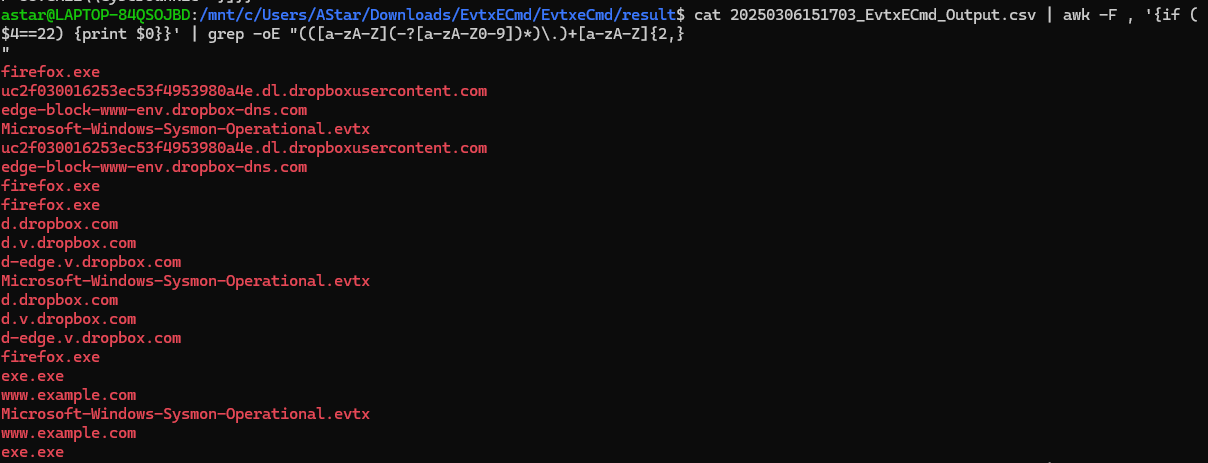 astar@LAPTOP-84QSOJBD:/mnt/c/Users/AStar/Downloads/EvtxECmd/EvtxeCmd/result$ cat 20250306151703_EvtxECmd_Output.csv | awk -F , '{if (
$4==22) {print $0}}' | grep -oE "(([a-zA-Z](-?[a-zA-Z0-9])*)\.)+[a-zA-Z]{2,}
"
firefox.exe
uc2f030016253ec53f4953980a4e.dl.dropboxusercontent.com
edge-block-www-env.dropbox-dns.com
Microsoft-Windows-Sysmon-Operational.evtx
uc2f030016253ec53f4953980a4e.dl.dropboxusercontent.com
edge-block-www-env.dropbox-dns.com
firefox.exe
firefox.exe
d.dropbox.com
d.v.dropbox.com
d-edge.v.dropbox.com
Microsoft-Windows-Sysmon-Operational.evtx
d.dropbox.com
d.v.dropbox.com
d-edge.v.dropbox.com
firefox.exe
exe.exe
www.example.com
Microsoft-Windows-Sysmon-Operational.evtx
www.example.com
exe.exe